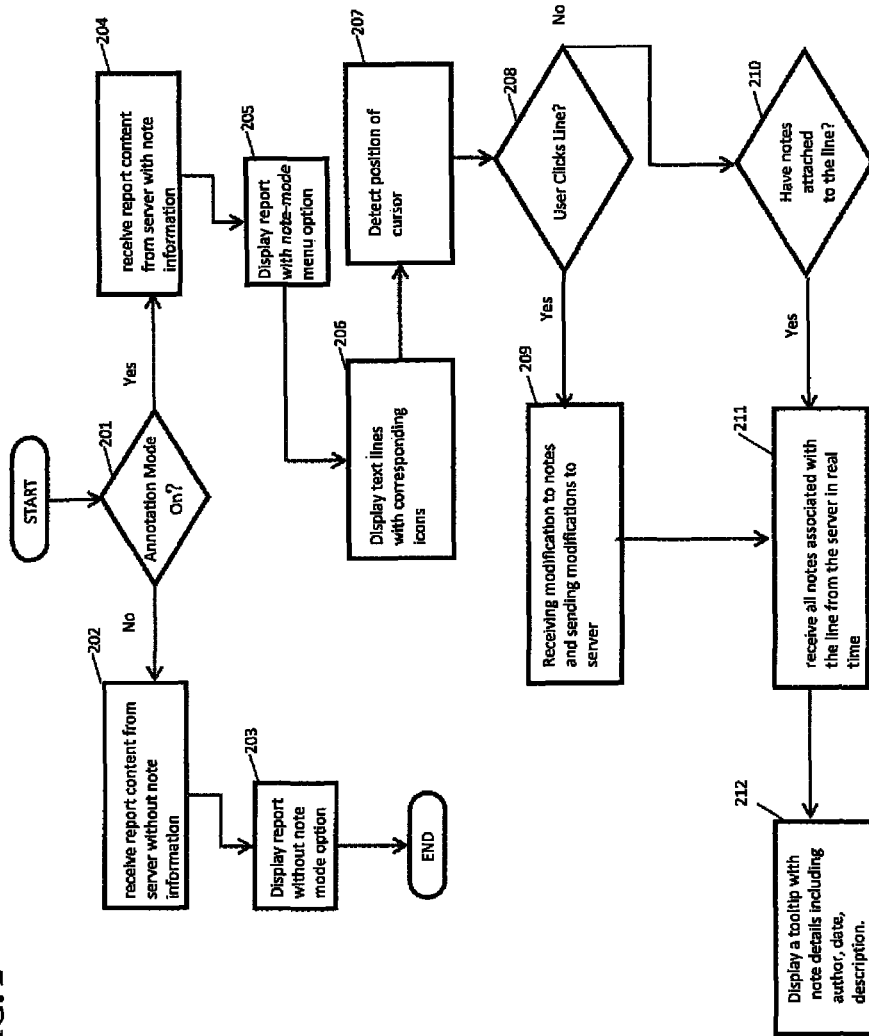 START
201
Annotation Mode
On?
No
Yes
202
receive report content from
server without note
information
203
Display report
without note
mode option
END
204
receive report content
from server with note
information
205
Display report
with note-mode
menu option
206
Display text lines
with corresponding
icons
207
Detect position of
cursor
208
User Clicks Line?
Yes
No
209
Receiving modification to notes
and sending modifications to
server
210
Have notes
attached
to the line?
Yes
211
receive all notes associated with
the line from the server in real
time
212
Display a tooltip with
note details including
author, date,
description.